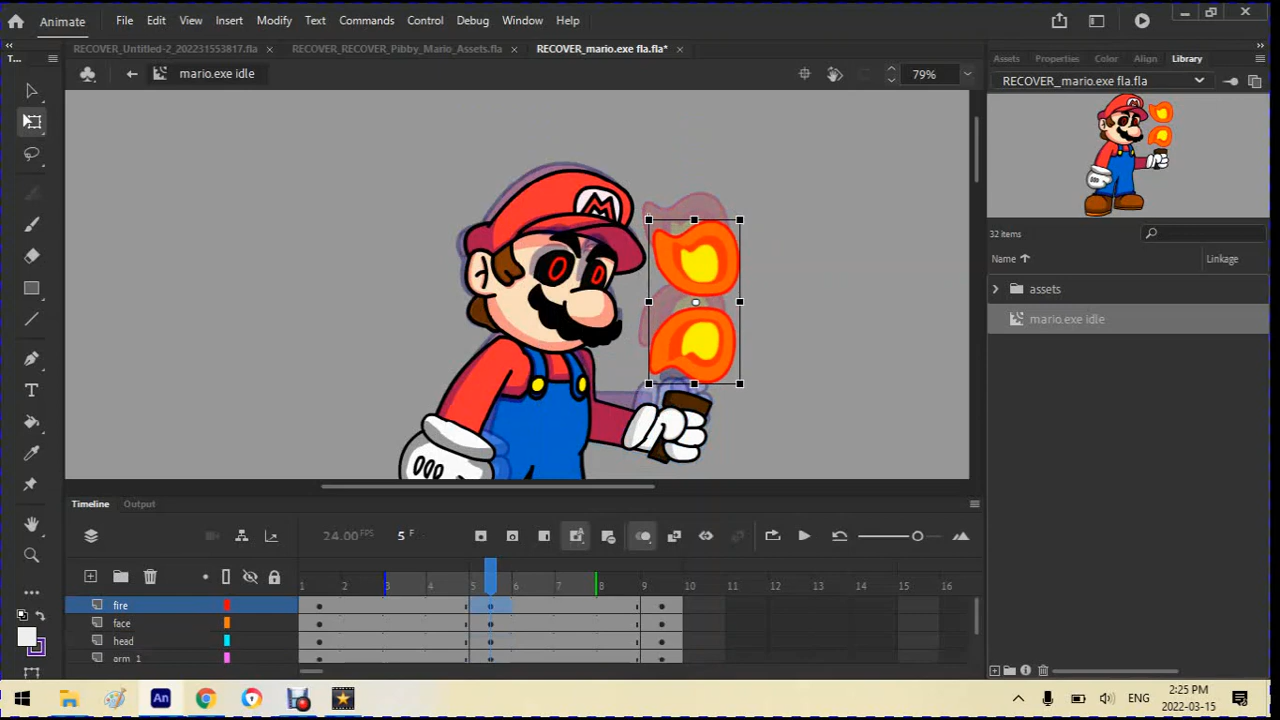 Animate
File Edit View Insert Modify Text Commands Control Debug Window Help
RECOVER_Untitled-2_202231553817.fla × RECOVER_RECOVER_Pibby_Mario_Assets.fla × RECOVER_mario.exe fla.fla* ×
mario.exe idle 79%
T...
Assets Properties Color Align Library
RECOVER_mario.exe fla.fla
M
M
32 items
Name Linkage
assets
mario.exe idle
Timeline Output
24.00 FPS 5 F
1 2 3 4 5 6 7 8 9 10 11 12 13 14 15 16
fire
face
head
arm 1
An
ENG 2:25 PM
2022-03-15